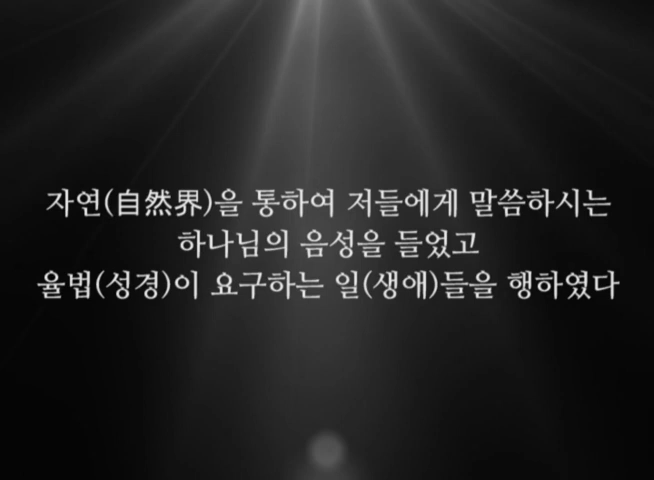 자연(自然界)을 통하여 저들에게 말씀하시는
하나님의 음성을 들었고
율법(성경)이 요구하는 일(생애)들을 행하였다